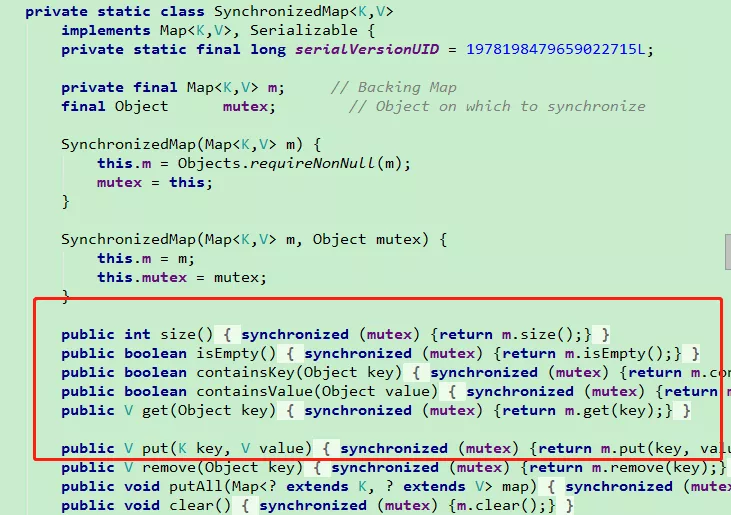 private static class SynchronizedMap<K,V>
implements Map<K,V>, Serializable {
private static final long serialVersionUID = 1978198479659022715L;
private final Map<K,V> m; // Backing Map
final Object mutex; // Object on which to synchronize
SynchronizedMap(Map<K,V> m) {
this.m = Objects.requireNonNull(m);
mutex = this;
}
SynchronizedMap(Map<K,V> m, Object mutex) {
this.m = m;
this.mutex = mutex;
}
public int size() { synchronized (mutex) {return m.size();} }
public boolean isEmpty() { synchronized (mutex) {return m.isEmpty();} }
public boolean containsKey(Object key) { synchronized (mutex) {return m.con
public boolean containsValue(Object value) { synchronized (mutex) {return m
public V get(Object key) { synchronized (mutex) {return m.get(key);} }
public V put(K key, V value) { synchronized (mutex) {return m.put(key, valu
public V remove(Object key) { synchronized (mutex) {return m.remove(key);}
public void putAll(Map<? extends K, ? extends V> map) { synchronized (mutex
public void clear() { synchronized (mutex) {m.clear();} }